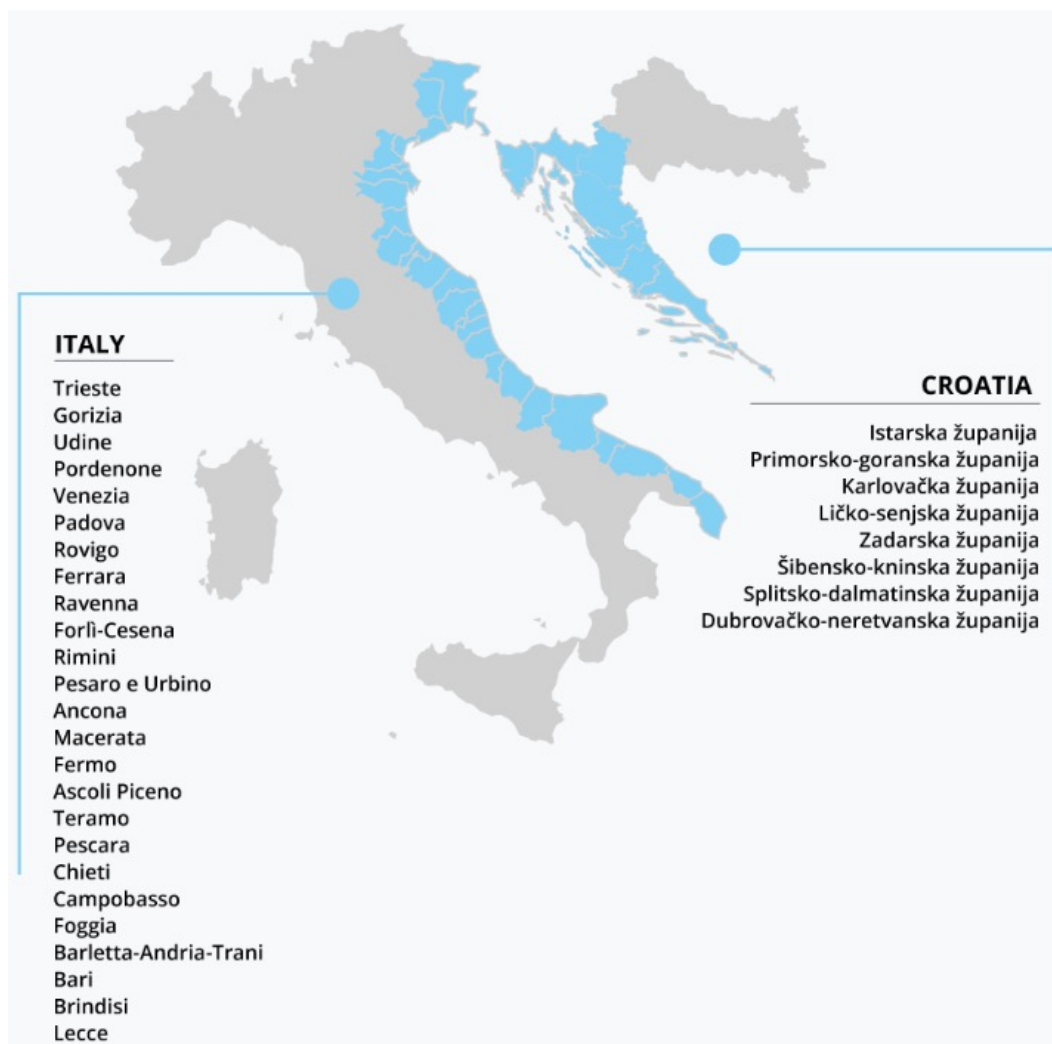 ITALY
Trieste
Gorizia
Udine
Pordenone
Venezia
Padova
Rovigo
Ferrara
Ravenna
Forlì-Cesena
Rimini
Pesaro e Urbino
Ancona
Macerata
Fermo
Ascoli Piceno
Teramo
Pescara
Chieti
Campobasso
Foggia
Barletta-Andria-Trani
Bari
Brindisi
Lecce
CROATIA
Istarska županija
Primorsko-goranska županija
Karlovačka županija
Ličko-senjska županija
Zadarska županija
Šibensko-kninska županija
Splitsko-dalmatinska županija
Dubrovačko-neretvanska županija